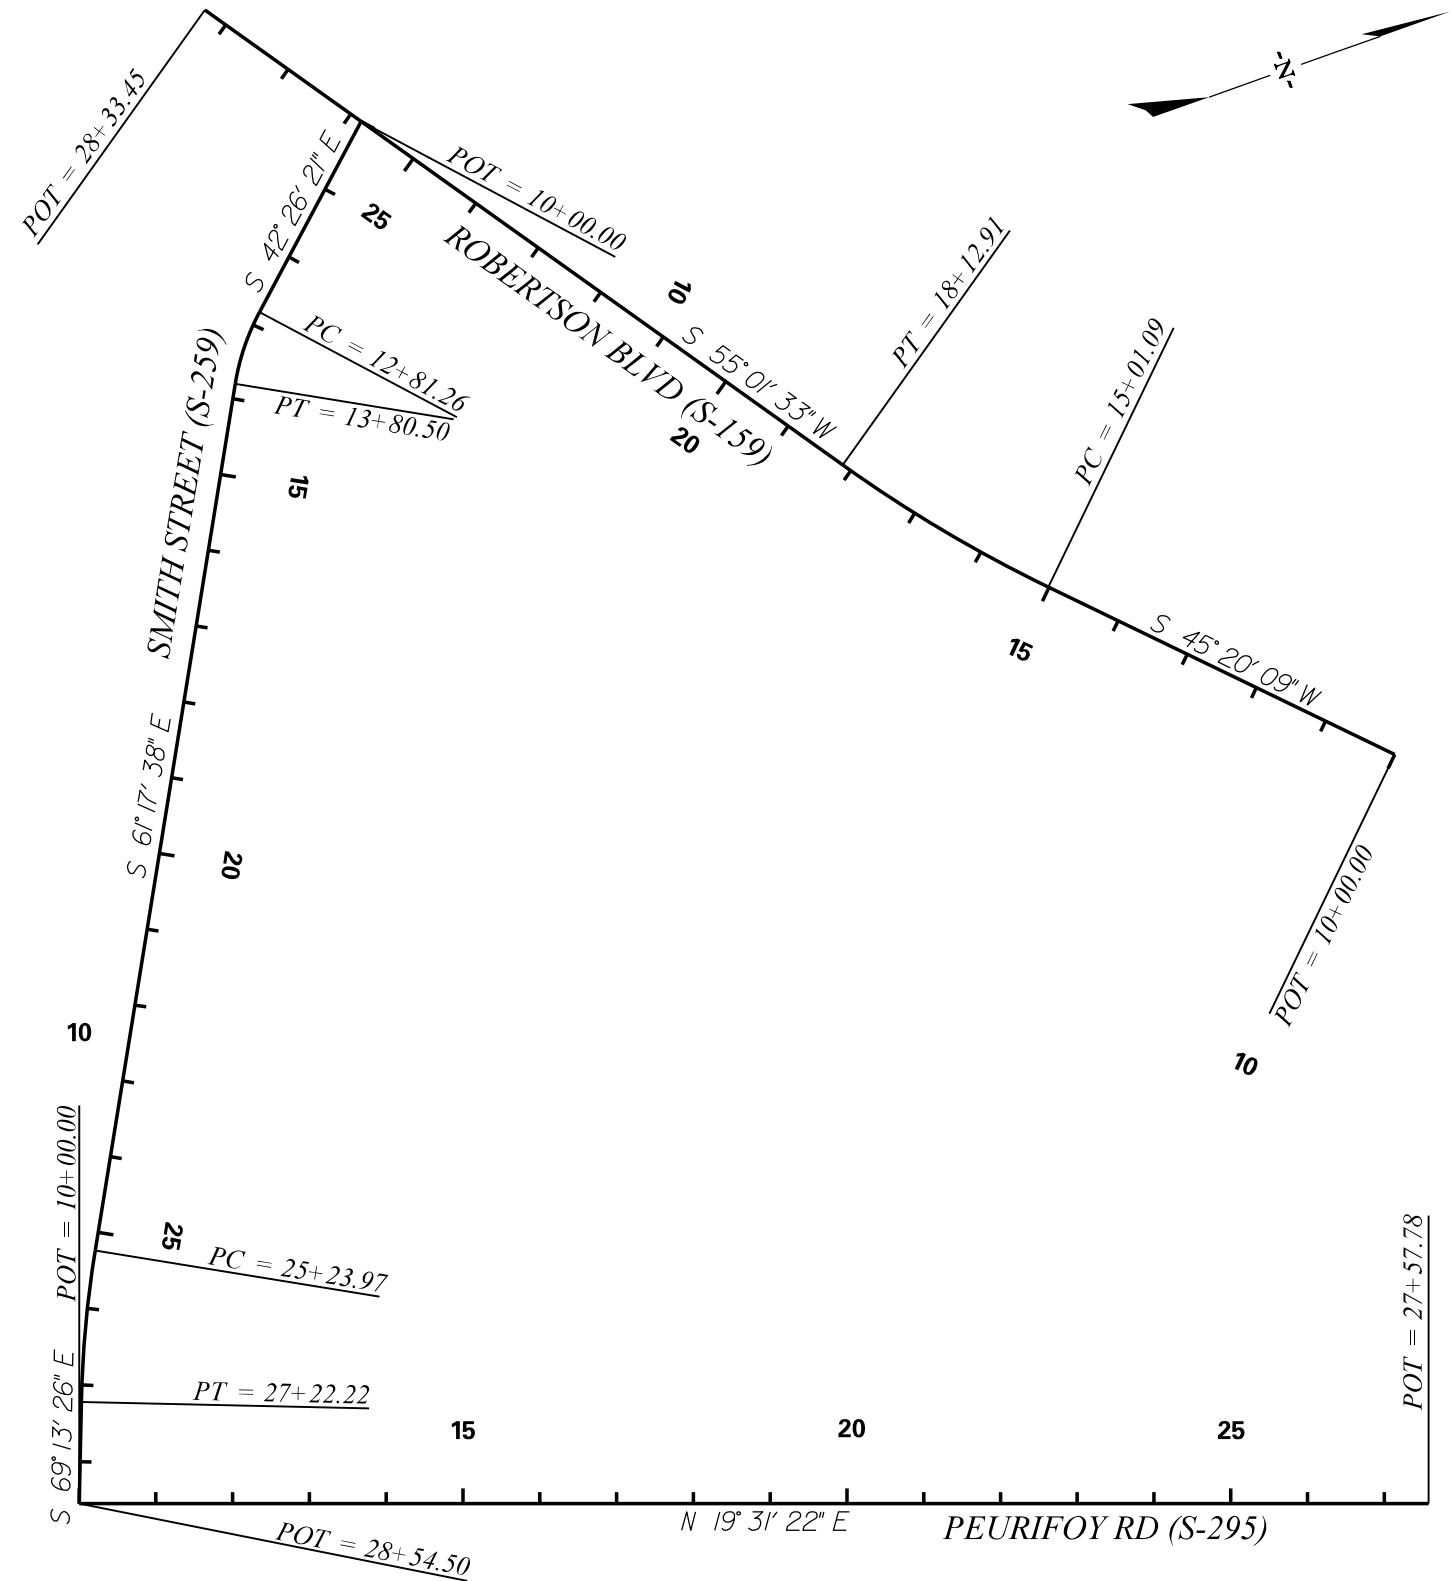 -N-
POT = 28+33.45
S 42° 26' 21" E
25
POT = 10+00.00
ROBERTSON BLVD (S-159)
10
S 55° 01' 33" W
PT = 18+12.91
PC = 15+01.09
20
PC = 12+81.26
PT = 13+80.50
SMITH STREET (S-259)
15
15
S 45° 20' 09" W
S 61° 17' 38" E
20
POT = 10+00.00
10
10
POT = 10+00.00
25
PC = 25+23.97
POT = 27+57.78
S 69° 13' 26" E
PT = 27+22.22
15
20
25
N 19° 31' 22" E
PEURIFOY RD (S-295)
POT = 28+54.50